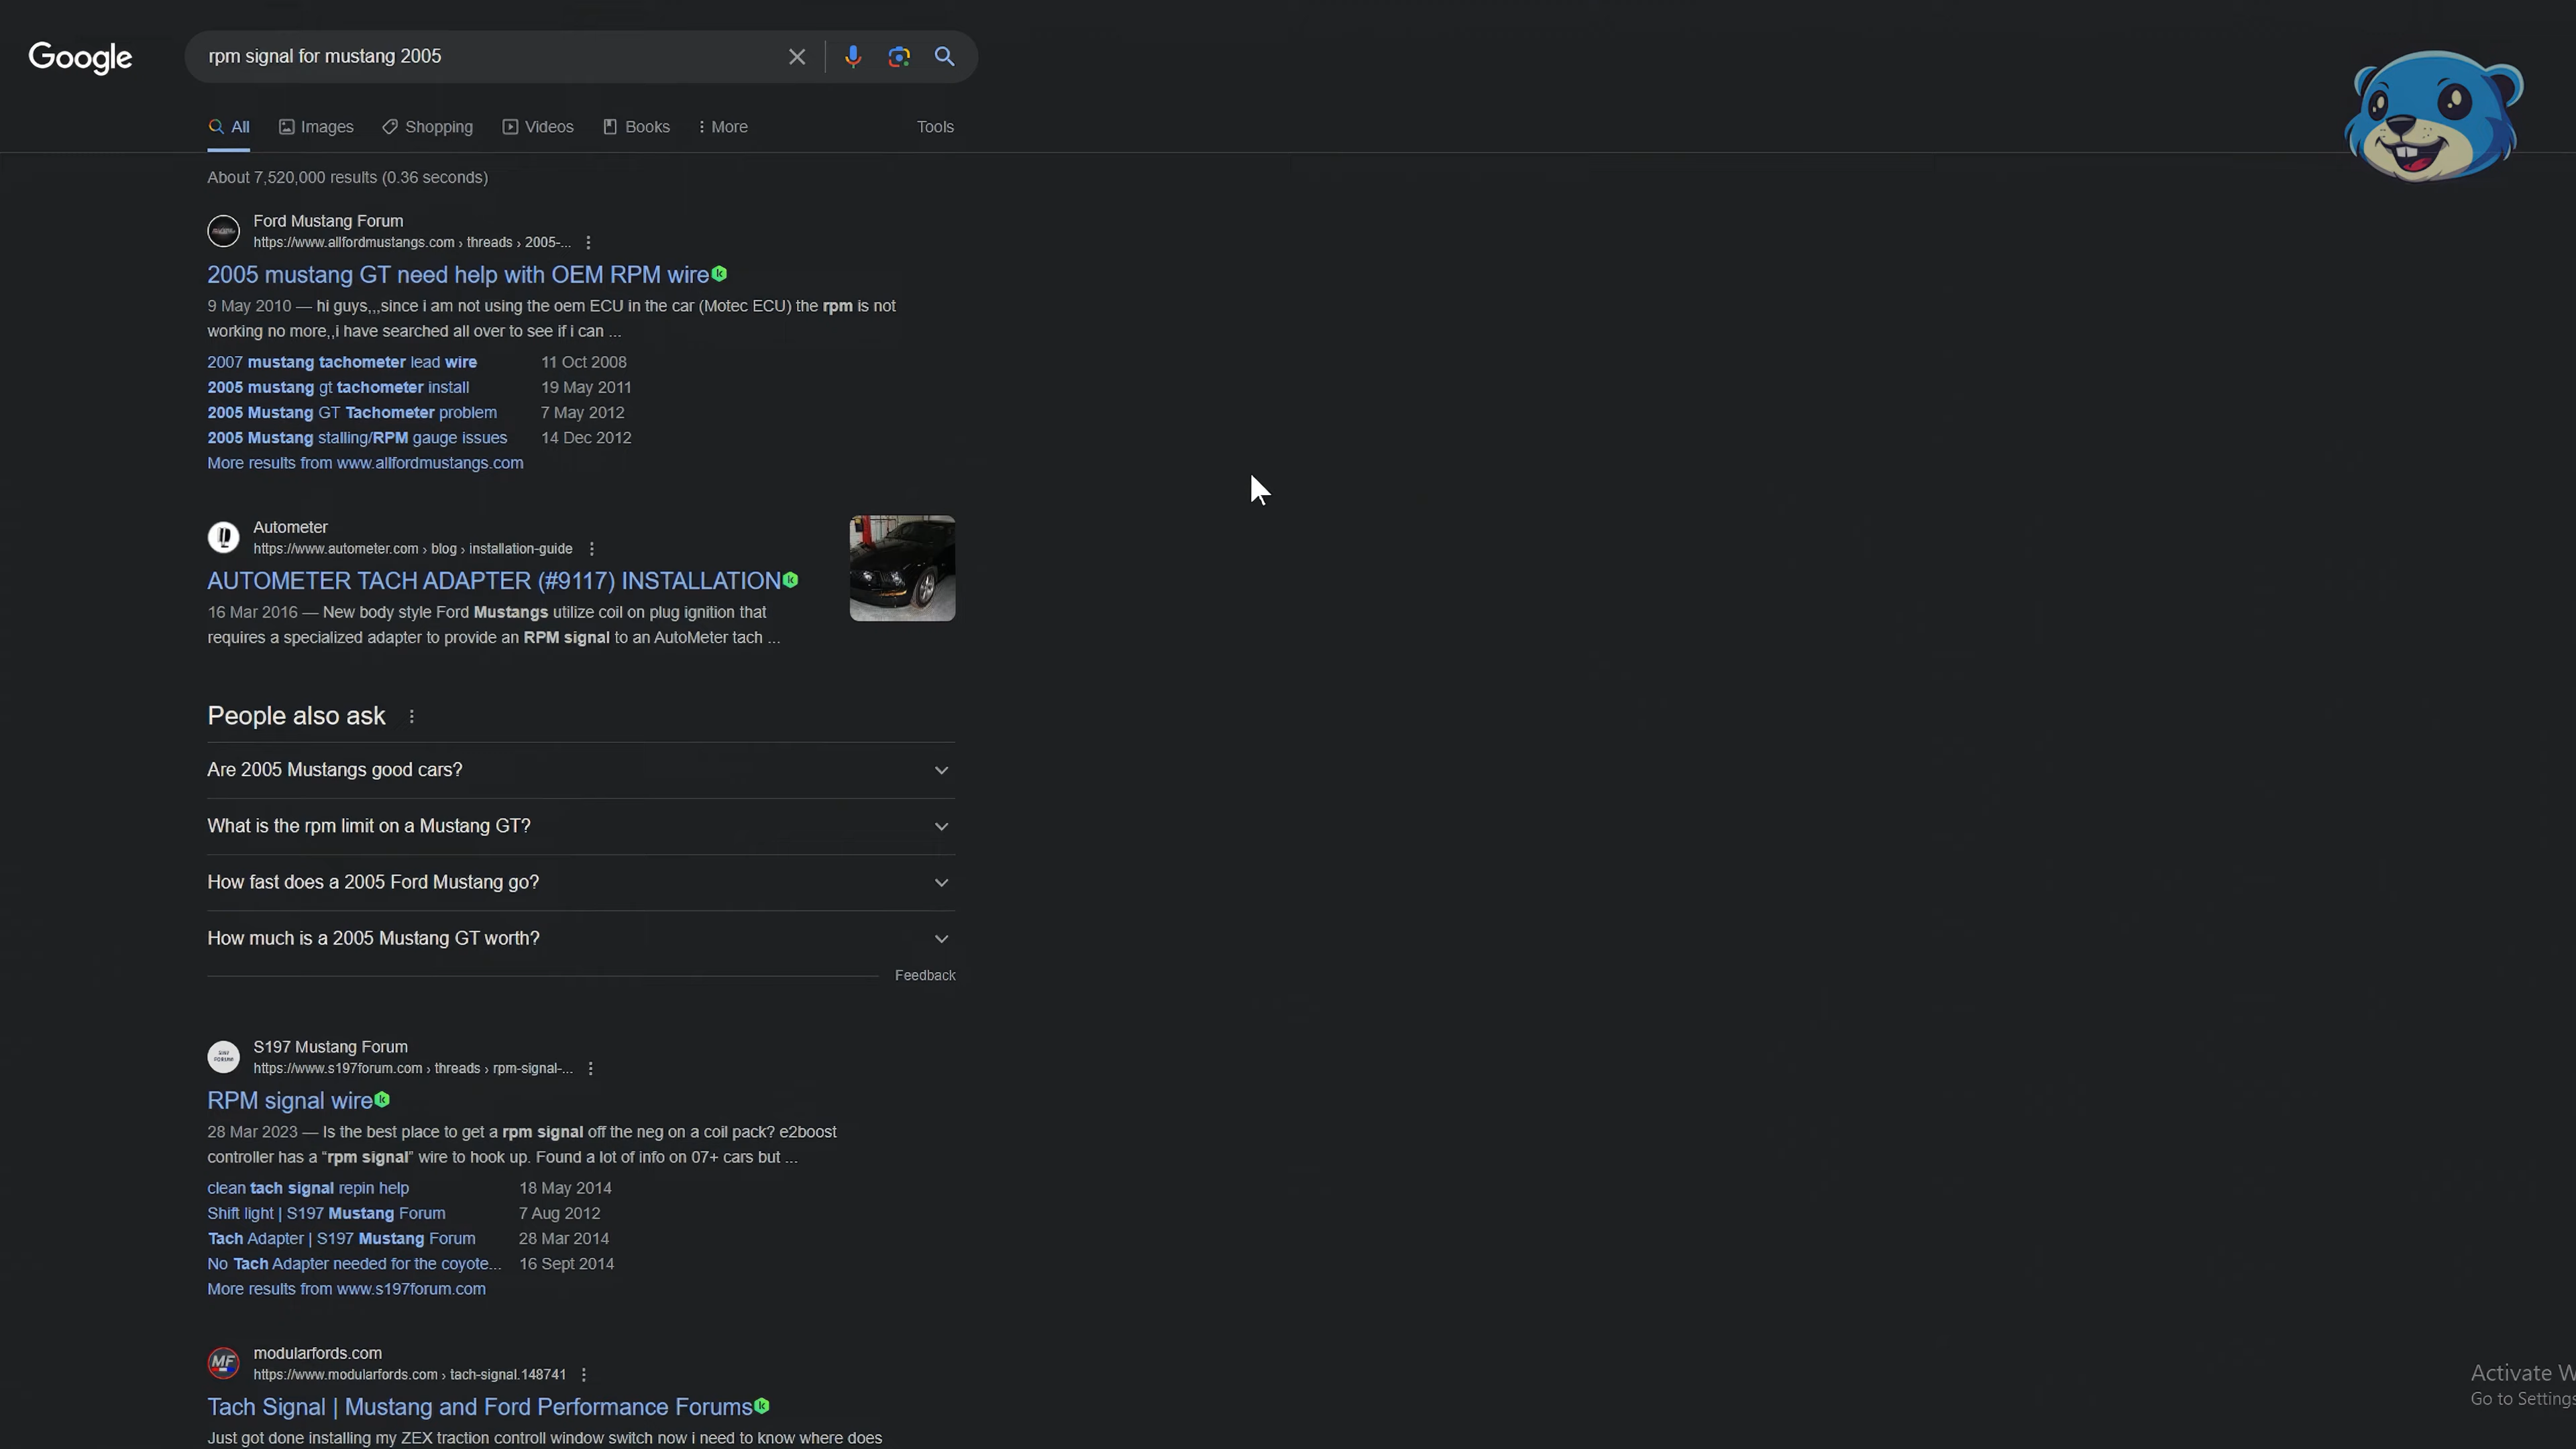 Google
rpm signal for mustang 2005
All Images Shopping Videos Books More Tools
About 7,520,000 results (0.36 seconds)
Ford Mustang Forum
https://www.allfordmustangs.com › threads › 2005-...
2005 mustang GT need help with OEM RPM wire
9 May 2010 — hi guys,,,since i am not using the oem ECU in the car (Motec ECU) the rpm is not
working no more,,i have searched all over to see if i can ...
2007 mustang tachometer lead wire 11 Oct 2008
2005 mustang gt tachometer install 19 May 2011
2005 Mustang GT Tachometer problem 7 May 2012
2005 Mustang stalling/RPM gauge issues 14 Dec 2012
More results from www.allfordmustangs.com
Autometer
https://www.autometer.com › blog › installation-guide
AUTOMETER TACH ADAPTER (#9117) INSTALLATION
16 Mar 2016 — New body style Ford Mustangs utilize coil on plug ignition that
requires a specialized adapter to provide an RPM signal to an AutoMeter tach ...
People also ask
Are 2005 Mustangs good cars?
What is the rpm limit on a Mustang GT?
How fast does a 2005 Ford Mustang go?
How much is a 2005 Mustang GT worth?
Feedback
S197 Mustang Forum
https://www.s197forum.com › threads › rpm-signal-...
RPM signal wire
28 Mar 2023 — Is the best place to get a rpm signal off the neg on a coil pack? e2boost
controller has a "rpm signal" wire to hook up. Found a lot of info on 07+ cars but ...
clean tach signal repin help 18 May 2014
Shift light | S197 Mustang Forum 7 Aug 2012
Tach Adapter | S197 Mustang Forum 28 Mar 2014
No Tach Adapter needed for the coyote... 16 Sept 2014
More results from www.s197forum.com
MF
modularfords.com
https://www.modularfords.com › tach-signal.148741
Tach Signal | Mustang and Ford Performance Forums
Just got done installing my ZEX traction controll window switch now i need to know where does
Activate W
Go to Settings